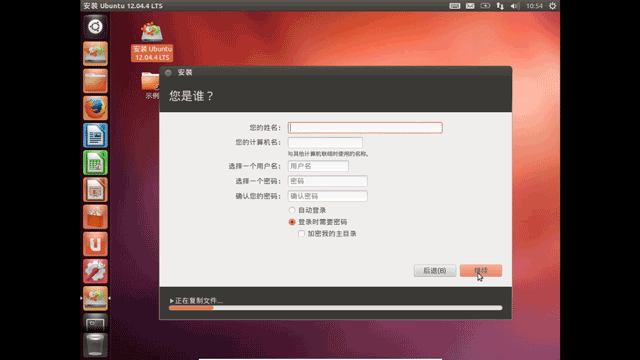 安装 Ubuntu 12.04.4 LTS
10:54
安装 Ubuntu
12.04.4 LTS
示例
安装
您是谁？
您的姓名：
您的计算机名：
与其他计算机联络时使用的名称。
选择一个用户名：
用户名
选择一个密码：
密码
确认您的密码：
确认密码
自动登录
登录时需要密码
加密我的主目录
后退(B)
继续
正在复制文件...